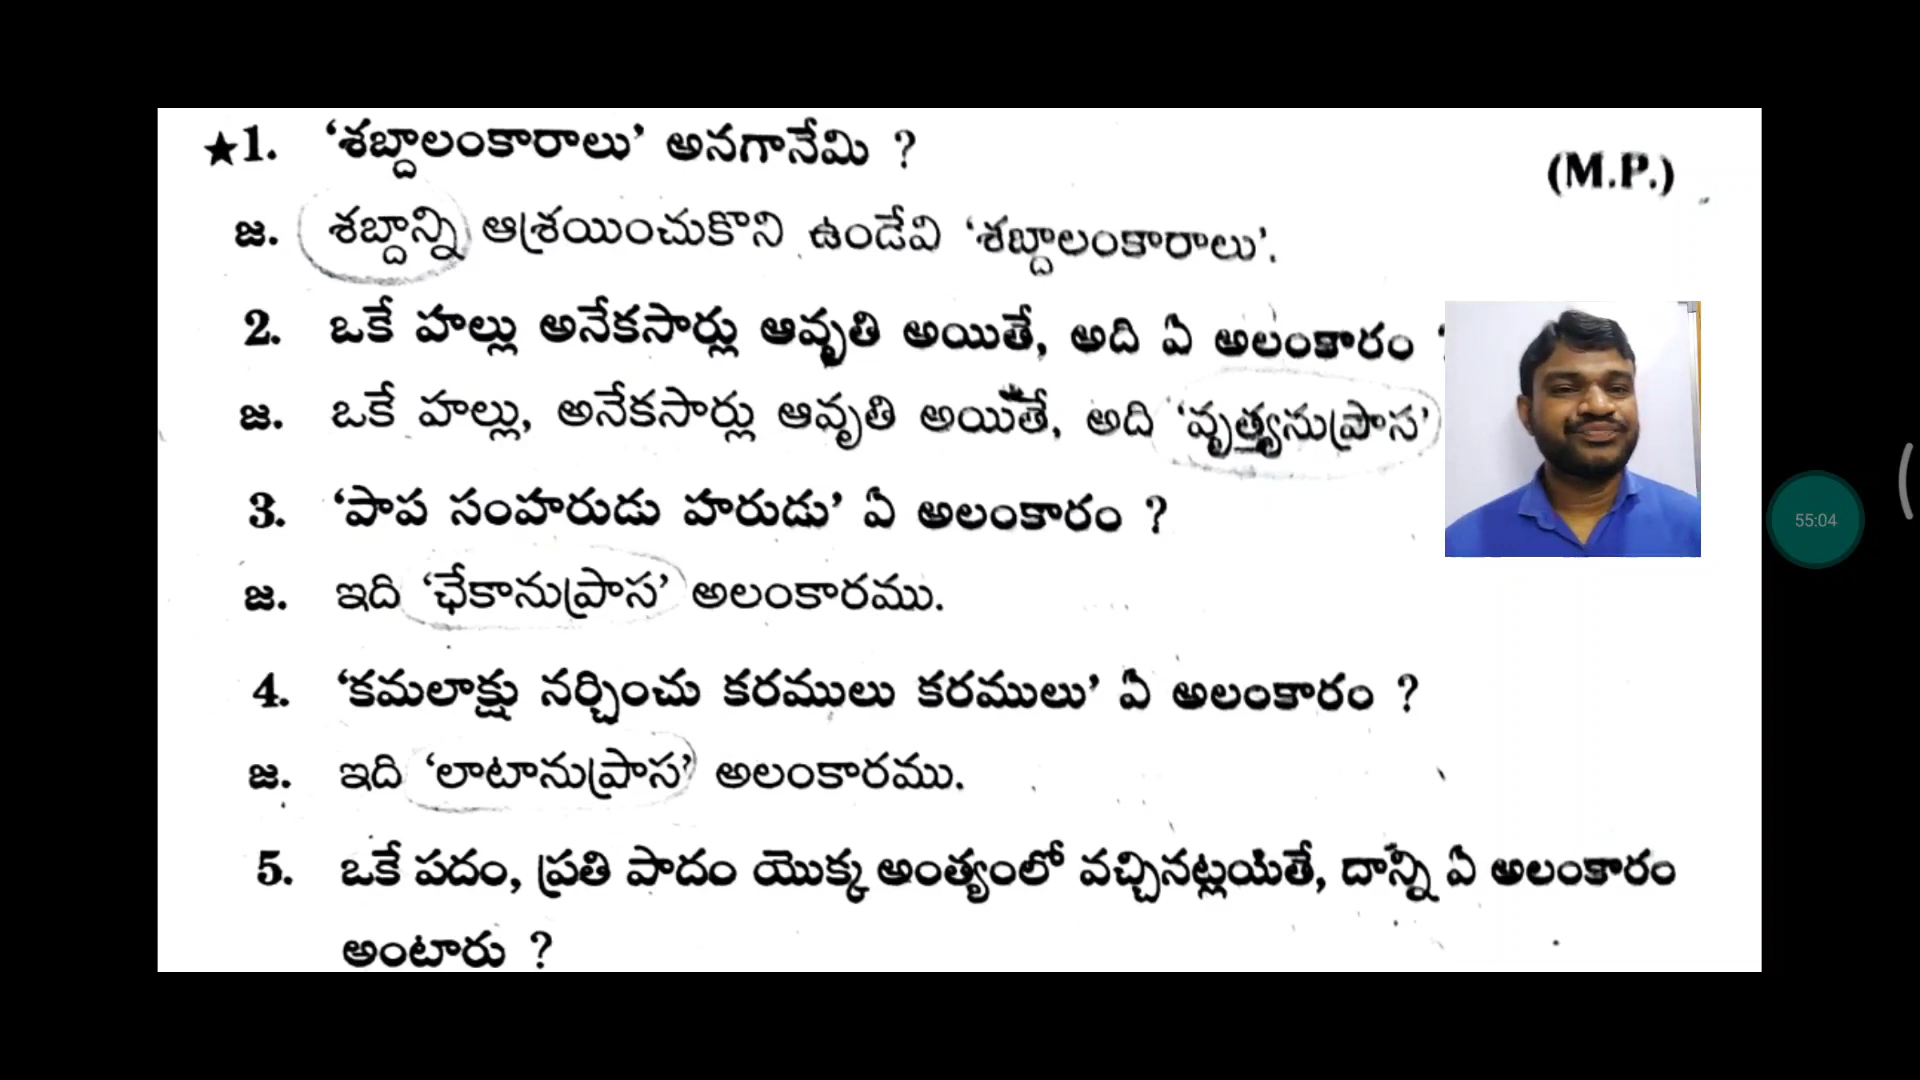 ★1. ‘శబ్దాలంకారాలు’ అనగానేమి ?
(M.P.)
జ. శబ్దాన్ని ఆశ్రయించుకొని ఉండేవి ‘శబ్దాలంకారాలు’.
2. ఒకే హల్లు అనేకసార్లు ఆవృతి అయితే, అది ఏ అలంకారం ?
జ. ఒకే హల్లు, అనేకసార్లు ఆవృతి అయితే, అది ‘వృత్త్యనుప్రాస’
3. ‘పాప సంహరుడు హరుడు’ ఏ అలంకారం ?
జ. ఇది ‘ఛేకానుప్రాస’ అలంకారము.
55:04
4. ‘కమలాక్షు నర్చించు కరములు కరములు’ ఏ అలంకారం ?
జ. ఇది ‘లాటానుప్రాస’ అలంకారము.
5. ఒకే పదం, ప్రతి పాదం యొక్క అంత్యంలో వచ్చినట్లయితే, దాన్ని ఏ అలంకారం
అంటారు ?